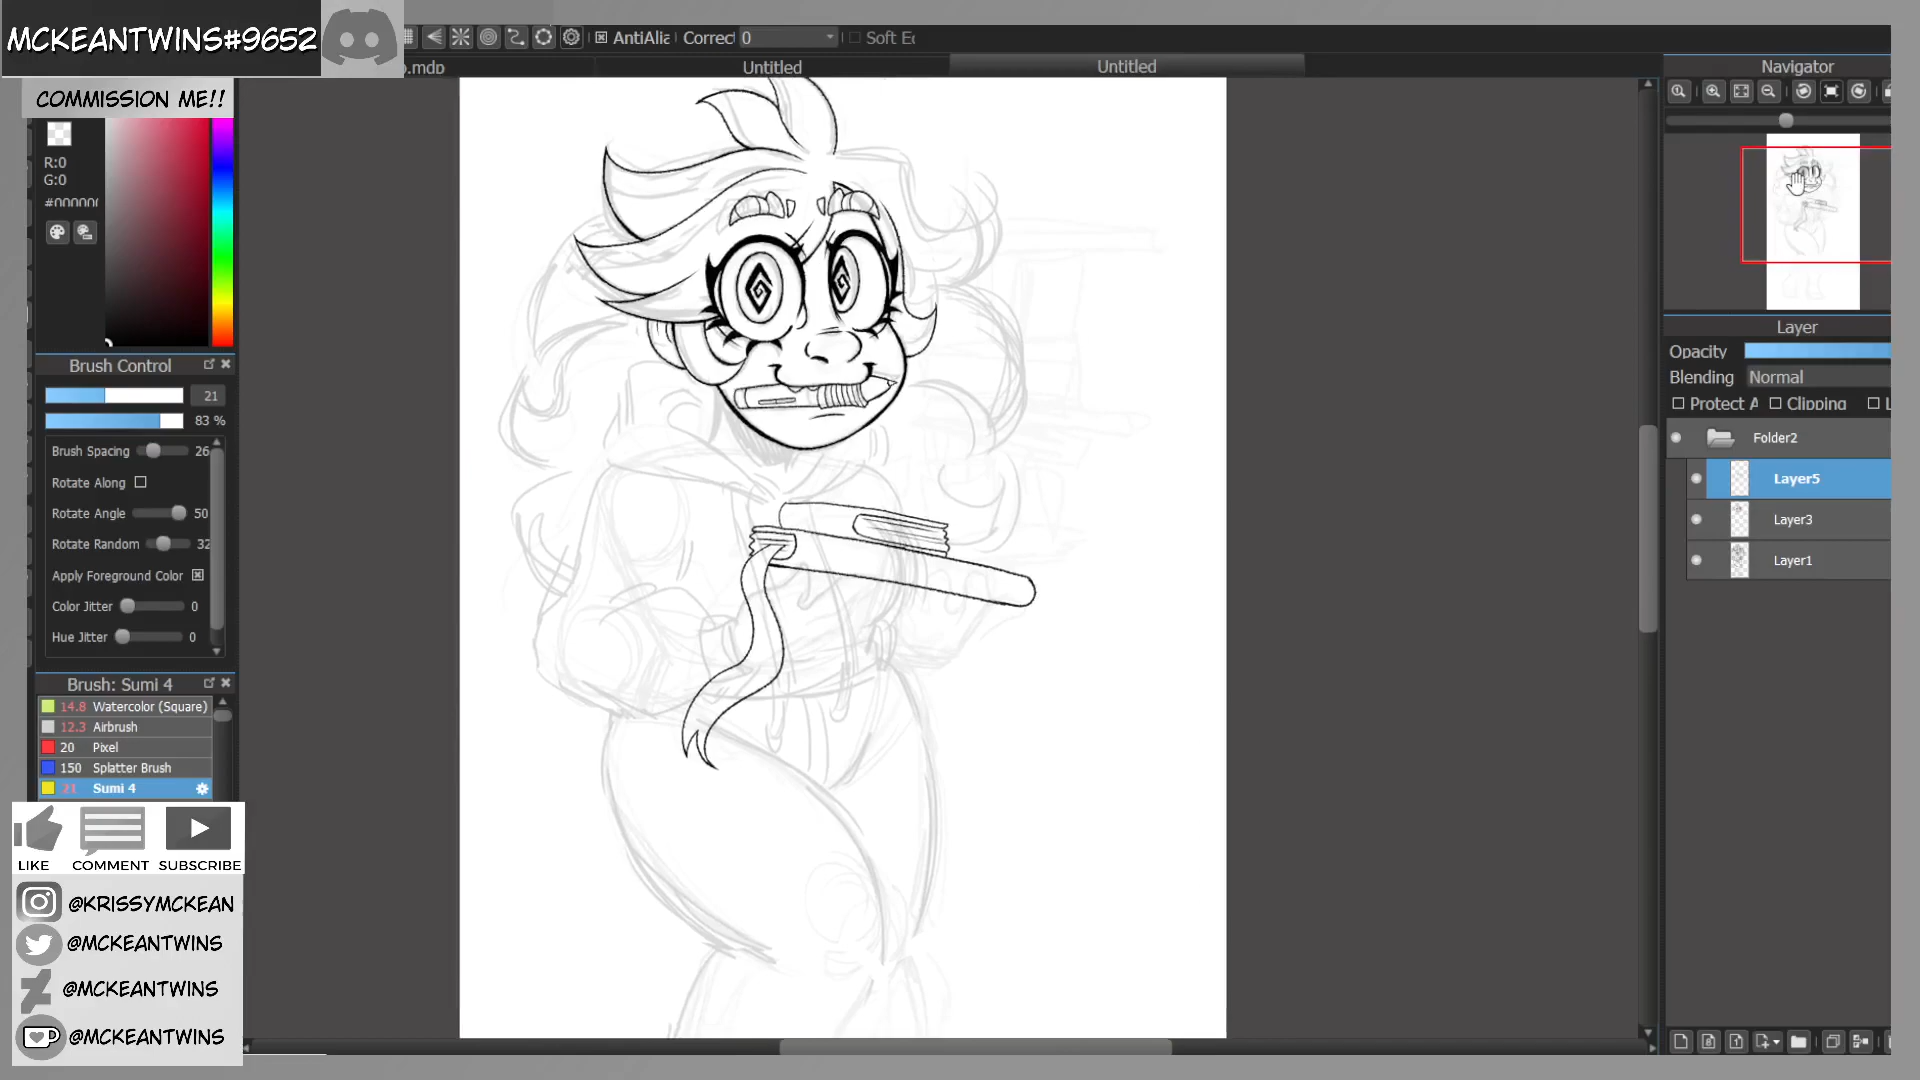 MCKEANTWINS#9652
COMMISSION ME!!
AntiAlia
Correct
0
Soft Ed
.mdp
Untitled
Untitled
Navigator
R:0
G:0
#000000
Brush Control
21
83 %
Brush Spacing
26
Rotate Along
Rotate Angle
50
Rotate Random
32
Apply Foreground Color
Color Jitter
0
Hue Jitter
0
Brush: Sumi 4
14.8 Watercolor (Square)
12.3 Airbrush
20 Pixel
150 Splatter Brush
21 Sumi 4
LIKE COMMENT SUBSCRIBE
@KRISSYMCKEAN
@MCKEANTWINS
@MCKEANTWINS
@MCKEANTWINS
Layer
Opacity
Blending Normal
Protect A
Clipping
L
Folder2
Layer5
Layer3
Layer1